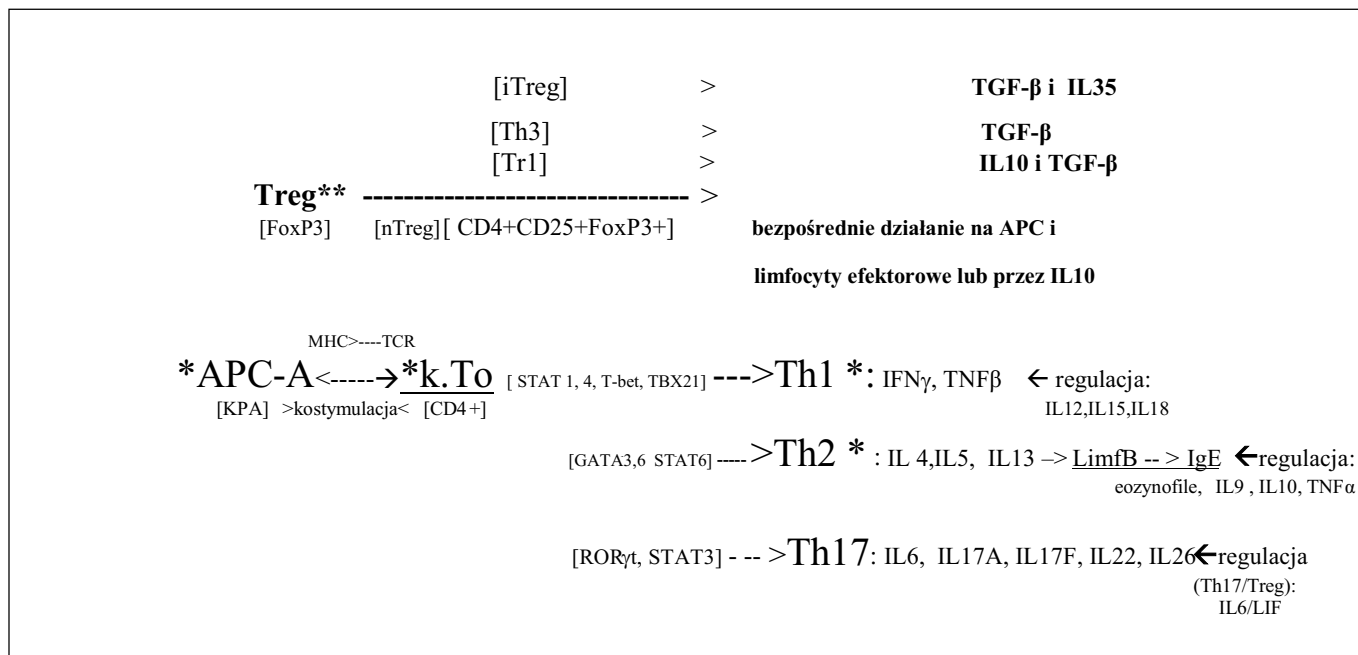 [iTreg] > TGF-β i IL35
[Th3] > TGF-β
[Tr1] > IL10 i TGF-β
Treg** --------------------------------- >
[FoxP3] [nTreg][ CD4+CD25+FoxP3+] bezpośrednie działanie na APC i
limfocyty efektorowe lub przez IL10
MHC>----TCR
*APC-A<-----→*k.To [ STAT 1, 4, T-bet, TBX21] --->Th1 *: IFNγ, TNFβ ← regulacja:
[KPA] >kostymulacja< [CD4+] IL12,IL15,IL18
[GATA3,6 STAT6] ----- >Th2 * : IL 4,IL5, IL13 –> LimfB -- > IgE ←regulacja:
eozynofile, IL9 , IL10, TNFα
[RORγt, STAT3] - -- >Th17: IL6, IL17A, IL17F, IL22, IL26←regulacja
(Th17/Treg):
IL6/LIF